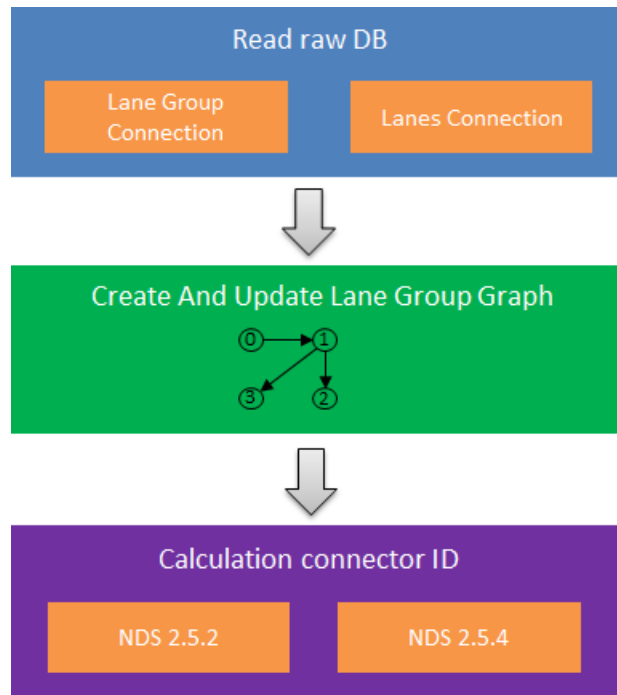 Read raw DB
Lane Group
Connection
Lanes Connection
Create And Update Lane Group Graph
0
1
3
2
Calculation connector ID
NDS 2.5.2
NDS 2.5.4